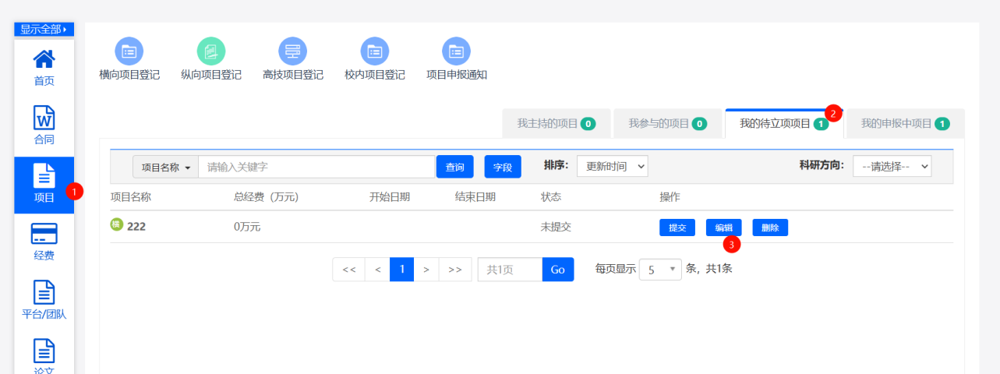 显示全部
首页
合同
项目 1
经费
平台/团队
论文
横向项目登记 纵向项目登记 高技项目登记 校内项目登记 项目申报通知
我主持的项目 0 我参与的项目 0 我的待立项项目 1 2 我的申报中项目 1
项目名称 请输入关键字 查询 字段 排序: 更新时间 科研方向: --请选择--
项目名称 总经费（万元） 开始日期 结束日期 状态 操作
横 222 0万元 未提交 提交 编辑 删除
3
<< < 1 > >> 共1页 Go 每页显示 5 条, 共1条